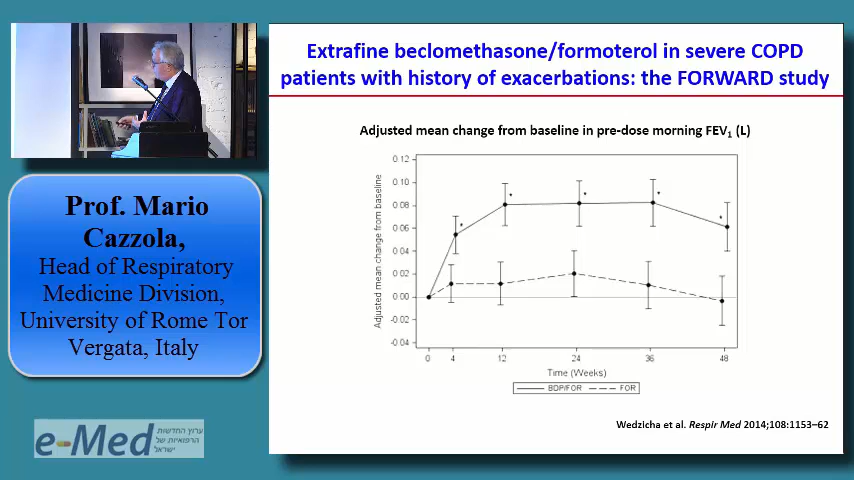 Extrafine beclomethasone/formoterol in severe COPD
patients with history of exacerbations: the FORWARD study
Adjusted mean change from baseline in pre-dose morning FEV₁ (L)
Adjusted mean change from baseline
0.12
0.10
0.08
0.06
0.04
0.02
0.00
-0.02
-0.04
0 4 12 24 36 48
Time (Weeks)
BDP/FOR FOR
Wedzicha et al. Respir Med 2014;108:1153–62
Prof. Mario
Cazzola,
Head of Respiratory
Medicine Division,
University of Rome Tor
Vergata, Italy
e-Med
ערוץ החדשות
הרפואיות של
ישראל